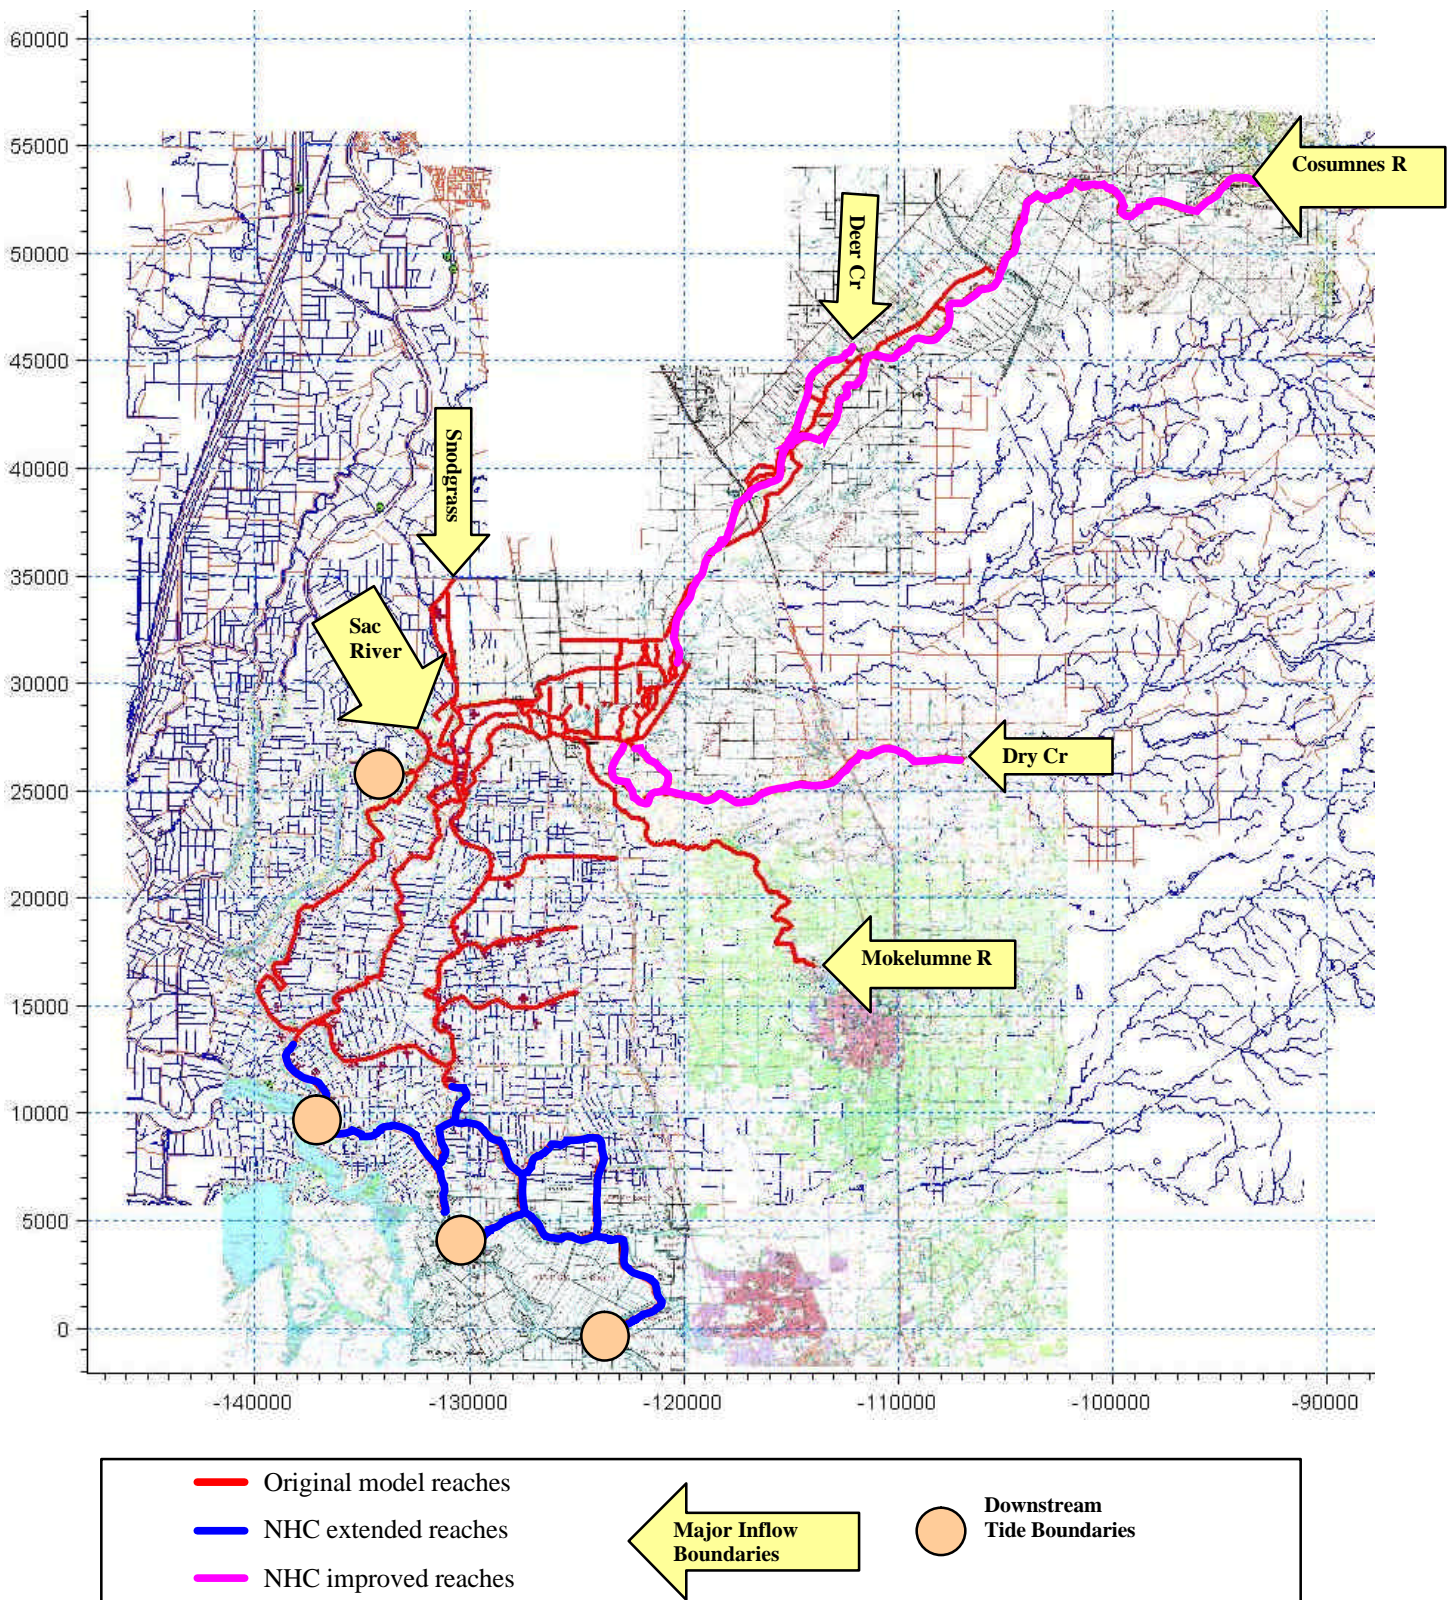 60000
55000
50000
45000
40000
35000
30000
25000
20000
15000
10000
5000
0
-140000
-130000
-120000
-110000
-100000
-90000
Cosumnes R
Deer Cr
Snodgrass
Sac
River
Dry Cr
Mokelumne R
Original model reaches
NHC extended reaches
NHC improved reaches
Major Inflow
Boundaries
Downstream
Tide Boundaries